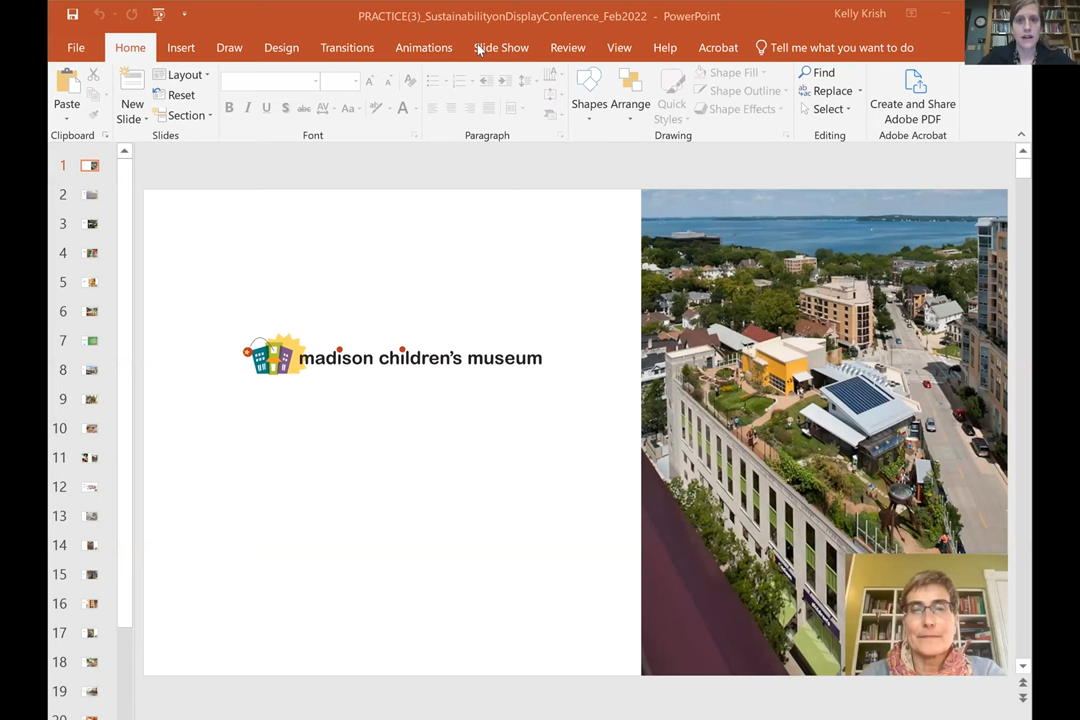 PRACTICE(3)_SustainabilityonDisplayConference_Feb2022 - PowerPoint
Kelly Krish
File Home Insert Draw Design Transitions Animations Slide Show Review View Help Acrobat Tell me what you want to do
Paste
New
Slide
Layout
Reset
Section
B I U S abc AV Aa A
Shapes Arrange Quick
Styles
Shape Fill
Shape Outline
Shape Effects
Find
Replace
Select
Create and Share
Adobe PDF
Clipboard Slides Font Paragraph Drawing Editing Adobe Acrobat
1
2
3
4
5
6
7
8
9
10
11
12
13
14
15
16
17
18
19
madison children's museum